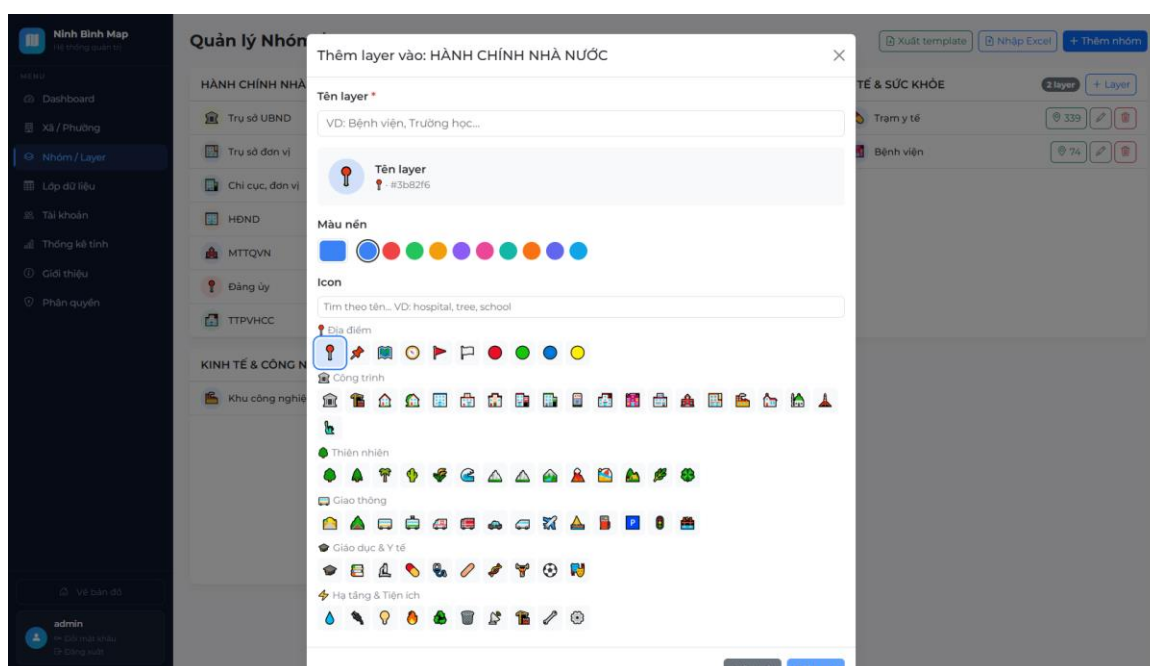 Ninh Bình Map
Hệ thống quản trị
MENU
Dashboard
Xã / Phường
Nhóm / Layer
Lớp dữ liệu
Tài khoản
Thống kê tỉnh
Giới thiệu
Phân quyền
Về bản đồ
admin
Đổi mật khẩu
Đăng xuất
Quản lý Nhóm
Xuất template
Nhập Excel
+ Thêm nhóm
HÀNH CHÍNH NHÀ
Trụ sở UBND
Trụ sở đơn vị
Chi cục, đơn vị
HĐND
MTTQVN
Đảng ủy
TTPVHCC
KINH TẾ & CÔNG N
Khu công nghiệ
TẾ & SỨC KHỎE
2 layer
+ Layer
Trạm y tế
339
Bệnh viện
74
Thêm layer vào: HÀNH CHÍNH NHÀ NƯỚC
Tên layer *
VD: Bệnh viện, Trường học...
Tên layer
- #3b82f6
Màu nền
Icon
Tìm theo tên... VD: hospital, tree, school
Địa điểm
Công trình
Thiên nhiên
Giao thông
P
Giáo dục & Y tế
Hạ tầng & Tiện ích